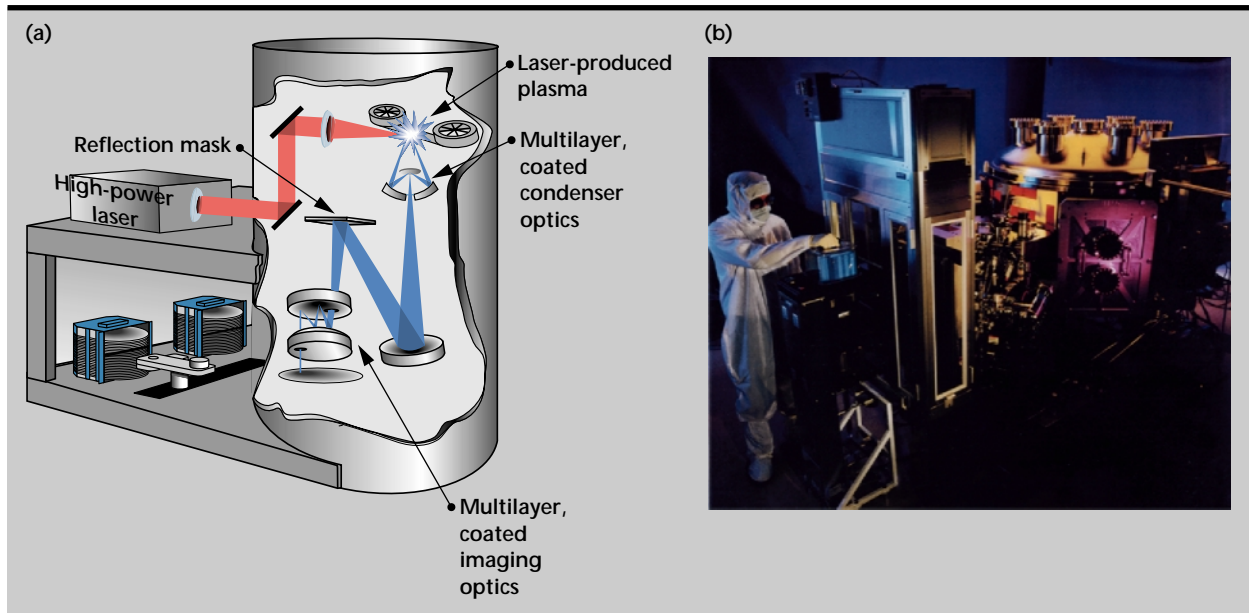 (a)
Laser-produced
plasma
Reflection mask
High-power
laser
Multilayer,
coated
condenser
optics
Multilayer,
coated
imaging
optics
(b)